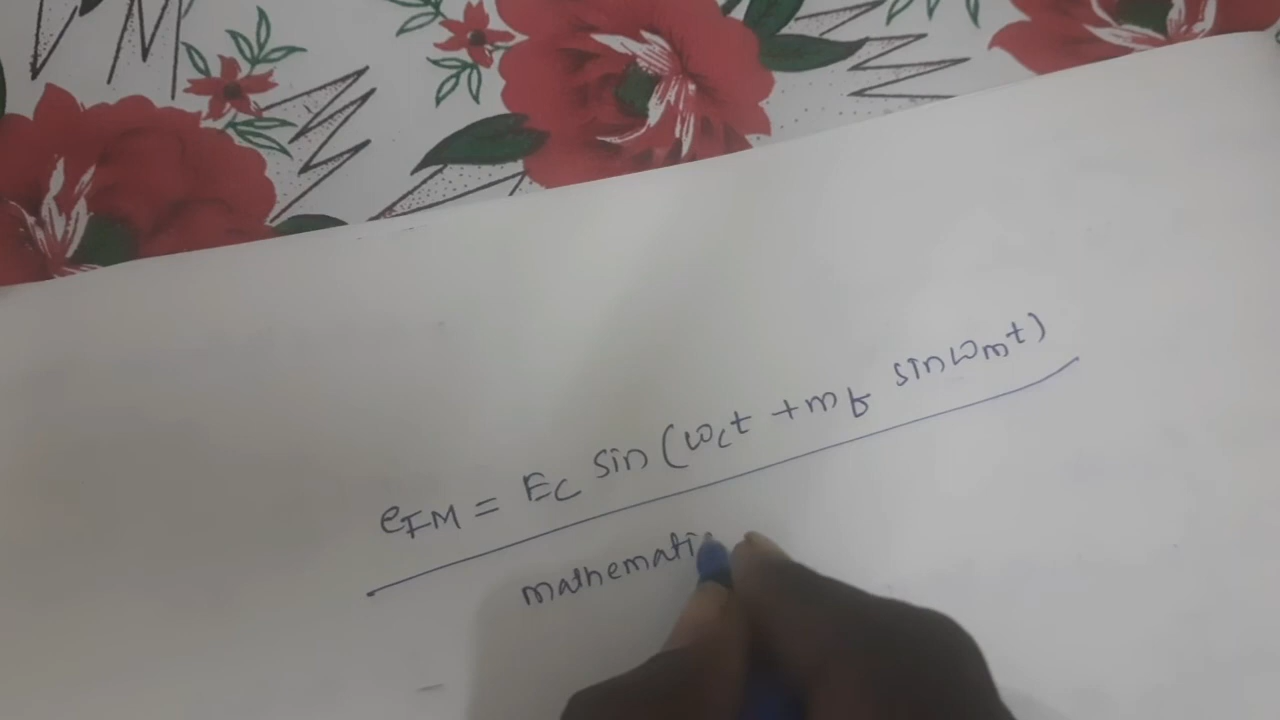 eFM = Ec sin (ωct + mf sinωmt)
mathemati